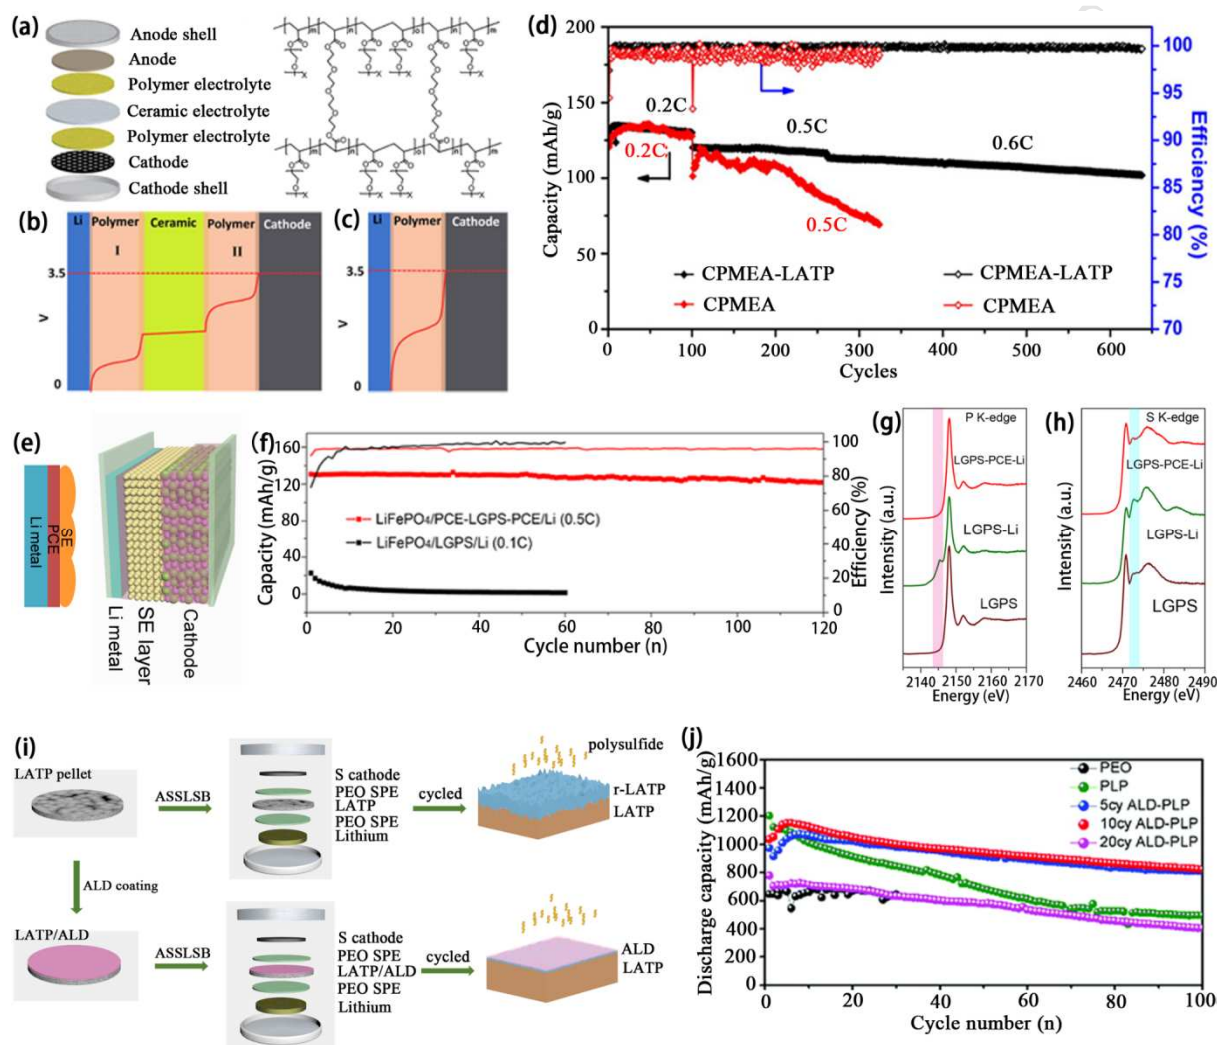 (a)
Anode shell
Anode
Polymer electrolyte
Ceramic electrolyte
Polymer electrolyte
Cathode
Cathode shell
(b)
Li
Polymer
Ceramic
Polymer
Cathode
I
II
3.5
V
0
(c)
Li
Polymer
Cathode
3.5
V
0
(d)
200
175
150
125
100
75
50
25
0
Capacity (mAh/g)
0.2C
0.5C
0.6C
0.2C
0.5C
CPMEA-LATP
CPMEA-LATP
CPMEA
CPMEA
0 100 200 300 400 500 600
Cycles
100
95
90
85
80
75
70
Efficiency (%)
(e)
Li metal
PCE
SE
Li metal
SE layer
Cathode
(f)
160
120
80
40
0
Capacity (mAh/g)
LiFePO₄/PCE-LGPS-PCE/Li (0.5C)
LiFePO₄/LGPS/Li (0.1C)
0 20 40 60 80 100 120
Cycle number (n)
100
80
60
40
20
0
Efficiency (%)
(g)
P K-edge
LGPS-PCE-Li
LGPS-Li
LGPS
Intensity (a.u.)
2140 2150 2160 2170
Energy (eV)
(h)
S K-edge
LGPS-PCE-Li
LGPS-Li
LGPS
Intensity (a.u.)
2460 2470 2480 2490
Energy (eV)
(i)
LATP pellet
ASSLSB
S cathode
PEO SPE
LATP
PEO SPE
Lithium
cycled
polysulfide
r-LATP
LATP
ALD coating
LATP/ALD
ASSLSB
S cathode
PEO SPE
LATP/ALD
PEO SPE
Lithium
cycled
ALD
LATP
(j)
1600
1400
1200
1000
800
600
400
200
0
Discharge capacity (mAh/g)
PEO
PLP
5cy ALD-PLP
10cy ALD-PLP
20cy ALD-PLP
0 20 40 60 80 100
Cycle number (n)